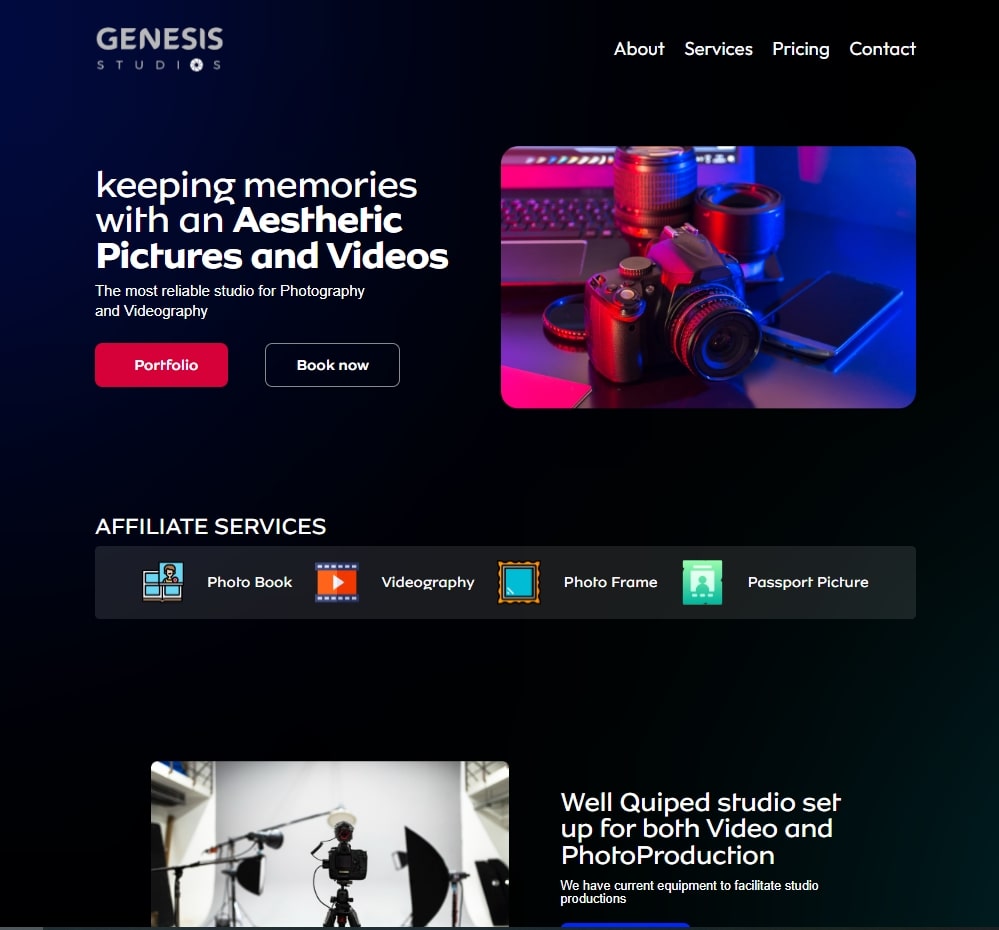 GENESIS
STUDIOS
About Services Pricing Contact
keeping memories
with an Aesthetic
Pictures and Videos
The most reliable studio for Photography
and Videography
Portfolio Book now
AFFILIATE SERVICES
Photo Book Videography Photo Frame Passport Picture
Well Quiped studio set
up for both Video and
PhotoProduction
We have current equipment to facilitate studio
productions